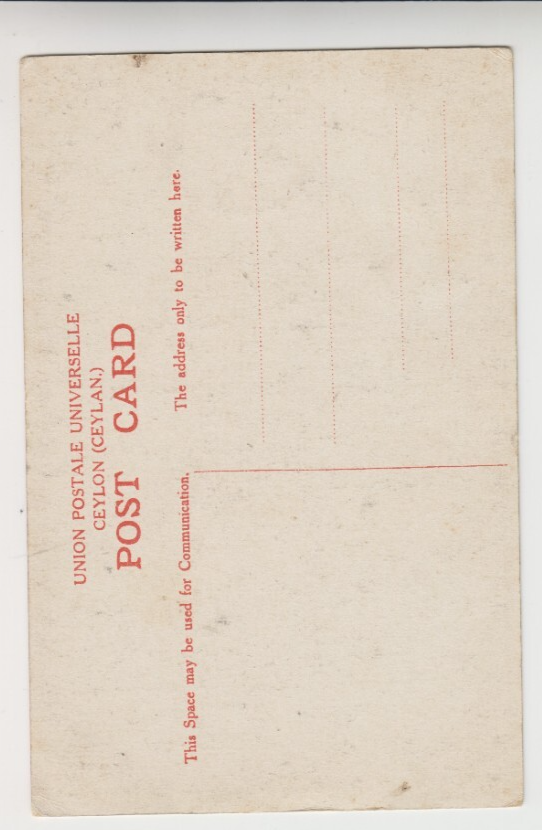 UNION POSTALE UNIVERSELLE
CEYLON (CEYLAN.)
POST CARD
This Space may be used for Communication.
The address only to be written here.